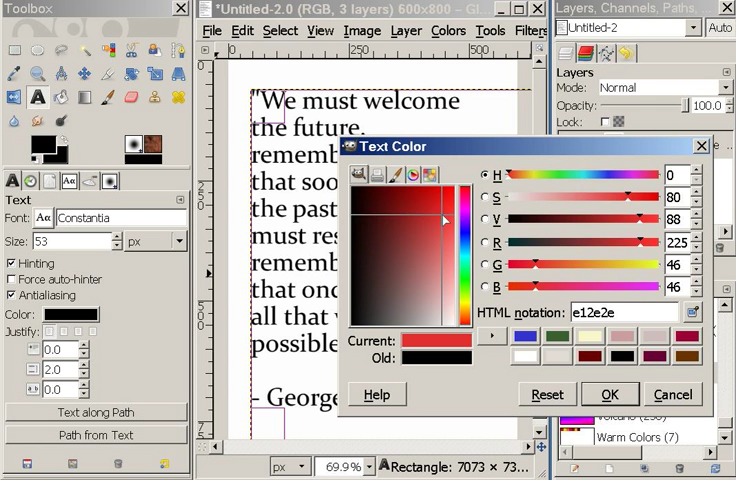 Toolbox
*Untitled-2.0 (RGB, 3 layers) 600x800 – GI...
Layers, Channels, Paths, ...
File Edit Select View Image Layer Colors Tools Filters
Untitled-2
Auto
0 250 500
Layers
Mode: Normal
Opacity: 100.0
Lock:
"We must welcome
the future,
rememb
that soo
the past
must res
rememb
that onc
all that w
possible
- George
Text
Font: Aα Constantia
Size: 53 px
Hinting
Force auto-hinter
Antialiasing
Color:
Justify:
0.0
2.0
0.0
Text along Path
Path from Text
Text Color
H 0
S 80
V 88
R 225
G 46
B 46
HTML notation: e12e2e
Current:
Old:
Help Reset OK Cancel
Warm Colors (7)
px 69.9% Rectangle: 7073 × 73...